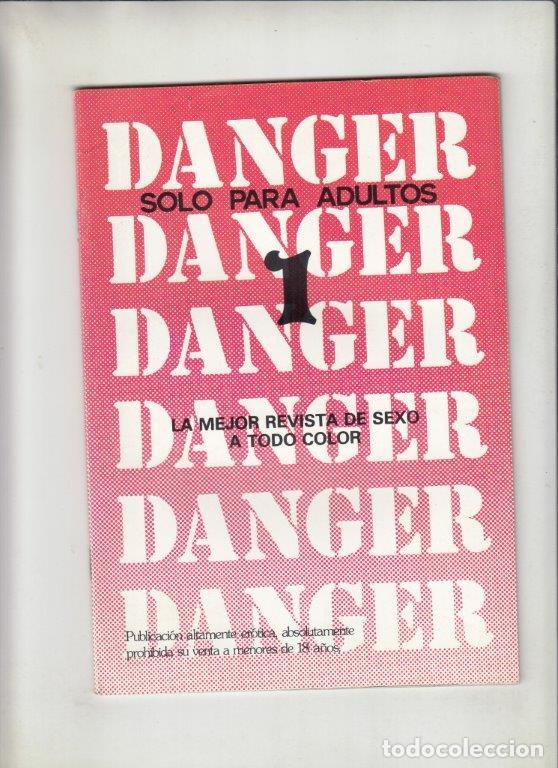 DANGER
SOLO PARA ADULTOS
DANGER
1
DANGER
DANGER
LA MEJOR REVISTA DE SEXO
A TODO COLOR
DANGER
DANGER
Publicación altamente erótica, absolutamente
prohibida su venta a menores de 18 años.
todocoleccion